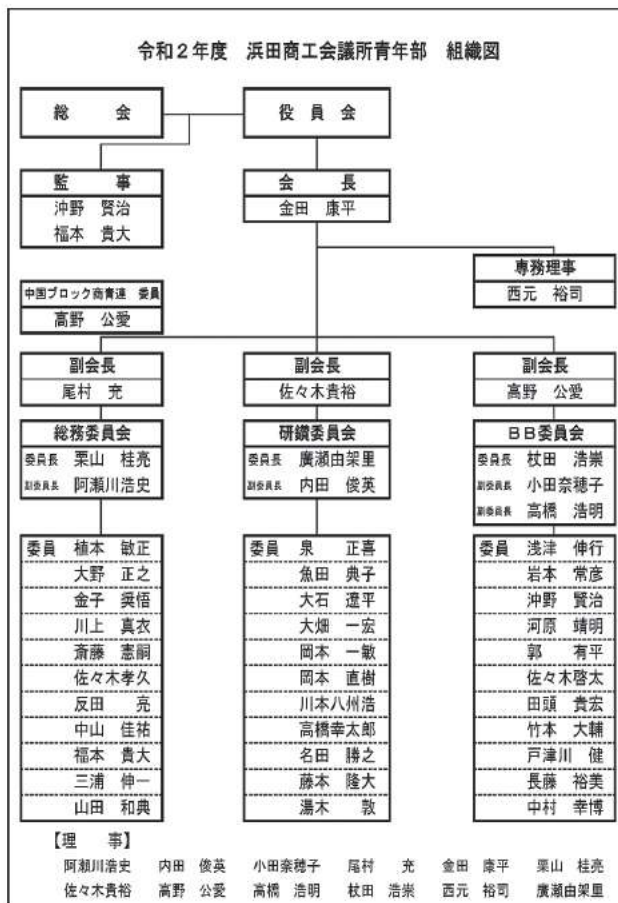 令和2年度 浜田商工会議所青年部 組織図
総 会
役 員 会
監 事
沖野 賢治
福本 貴大
会 長
金田 康平
専務理事
西元 裕司
中国ブロック商青連 委員
高野 公愛
副会長
尾村 充
総務委員会
委員長 栗山 桂亮
副委員長 阿瀬川浩史
委員 植本 敏正
大野 正之
金子 奨悟
川上 真衣
斎藤 憲嗣
佐々木孝久
反田 亮
中山 佳祐
福本 貴大
三浦 伸一
山田 和典
副会長
佐々木貴裕
研鑽委員会
委員長 廣瀬由架里
副委員長 内田 俊英
委員 泉 正喜
魚田 典子
大石 遼平
大畑 一宏
岡本 一敏
岡本 直樹
川本八州浩
高橋幸太郎
名田 勝之
藤本 隆大
湯木 敦
副会長
高野 公愛
BB委員会
委員長 杖田 浩崇
副委員長 小田奈穂子
副委員長 高橋 浩明
委員 浅津 伸行
岩本 常彦
沖野 賢治
河原 靖明
郭 有平
佐々木啓太
田頭 貴宏
竹本 大輔
戸津川 健
長藤 裕美
中村 幸博
【理 事】
阿瀬川浩史 内田 俊英 小田奈穂子 尾村 充 金田 康平 栗山 桂亮
佐々木貴裕 高野 公愛 高橋 浩明 杖田 浩崇 西元 裕司 廣瀬由架里